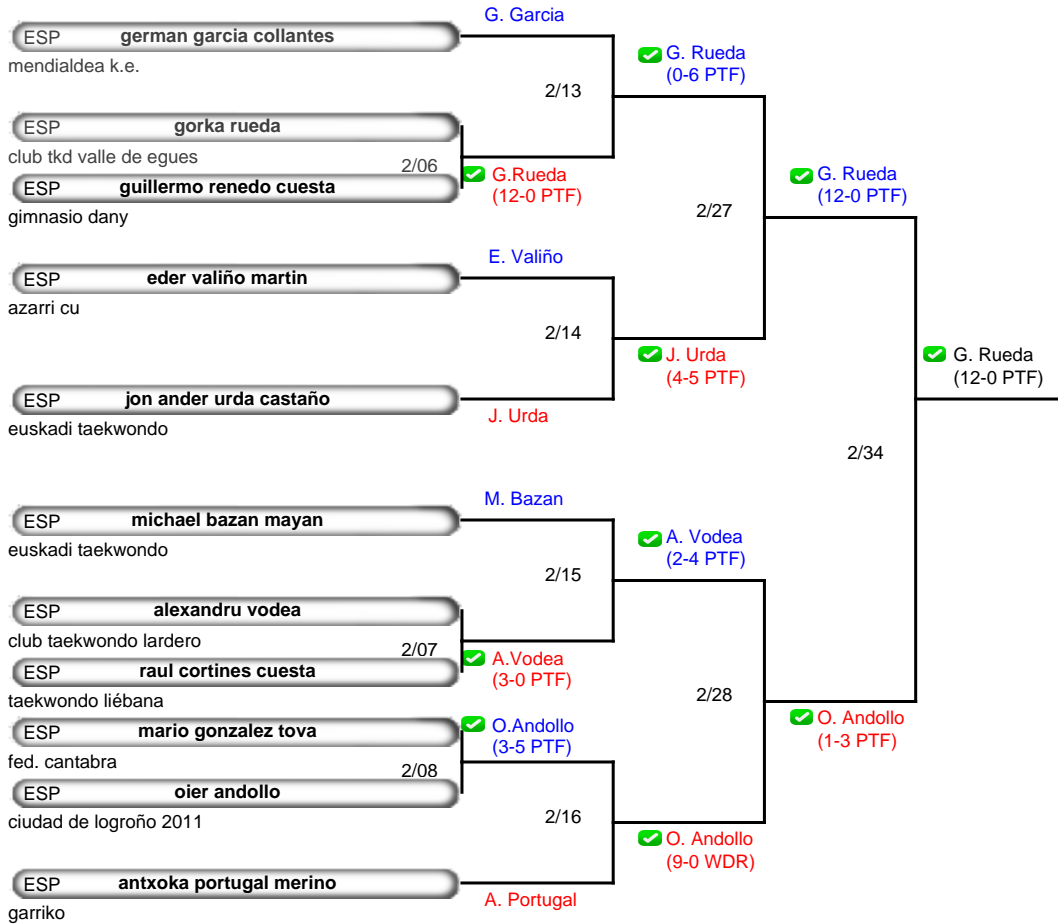 G. Garcia
ESP german garcia collantes
mendialdea k.e.
G. Rueda
(0-6 PTF)
2/13
ESP gorka rueda
club tkd valle de egues
2/06
G.Rueda
(12-0 PTF)
ESP guillermo renedo cuesta
gimnasio dany
G. Rueda
(12-0 PTF)
2/27
E. Valiño
ESP eder valiño martin
azarri cu
2/14
J. Urda
(4-5 PTF)
G. Rueda
(12-0 PTF)
ESP jon ander urda castaño
euskadi taekwondo
J. Urda
2/34
M. Bazan
ESP michael bazan mayan
euskadi taekwondo
A. Vodea
(2-4 PTF)
2/15
ESP alexandru vodea
club taekwondo lardero
2/07
A.Vodea
(3-0 PTF)
ESP raul cortines cuesta
taekwondo liébana
2/28
O. Andollo
(1-3 PTF)
ESP mario gonzalez tova
fed. cantabra
O.Andollo
(3-5 PTF)
2/08
ESP oier andollo
ciudad de logroño 2011
2/16
O. Andollo
(9-0 WDR)
ESP antxoka portugal merino
garriko
A. Portugal